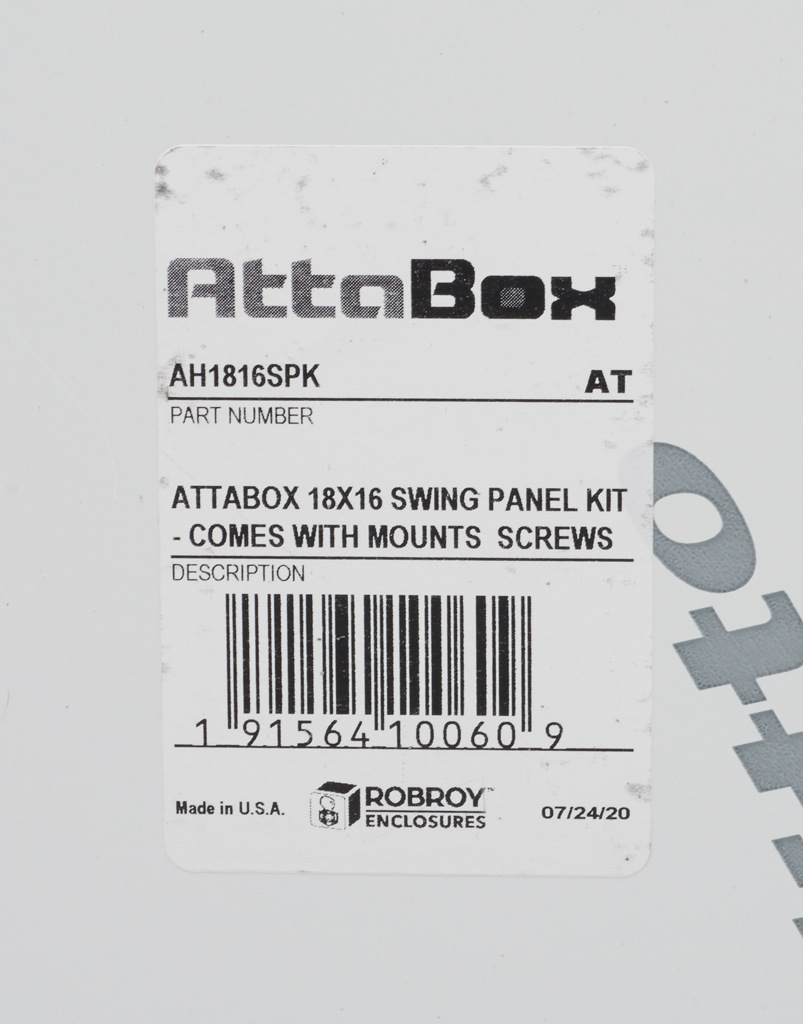 AttaBox
AH1816SPK AT
PART NUMBER
ATTABOX 18X16 SWING PANEL KIT
- COMES WITH MOUNTS SCREWS
DESCRIPTION
1 91564 10060 9
Made in U.S.A. ROBROY™ ENCLOSURES 07/24/20